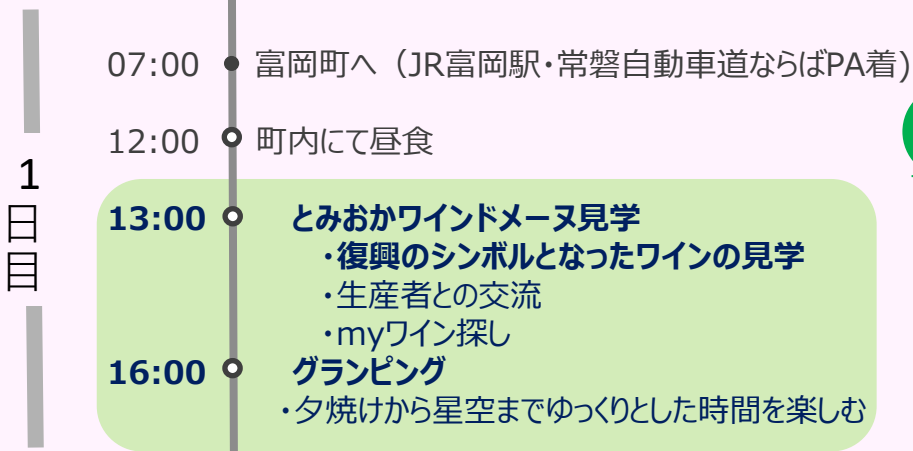 1日目
07:00 富岡町へ（JR富岡駅・常磐自動車道ならばPA着)
12:00 町内にて昼食
13:00 とみおかワインドメーヌ見学
・復興のシンボルとなったワインの見学
・生産者との交流
・myワイン探し
16:00 グランピング
・夕焼けから星空までゆっくりとした時間を楽しむ